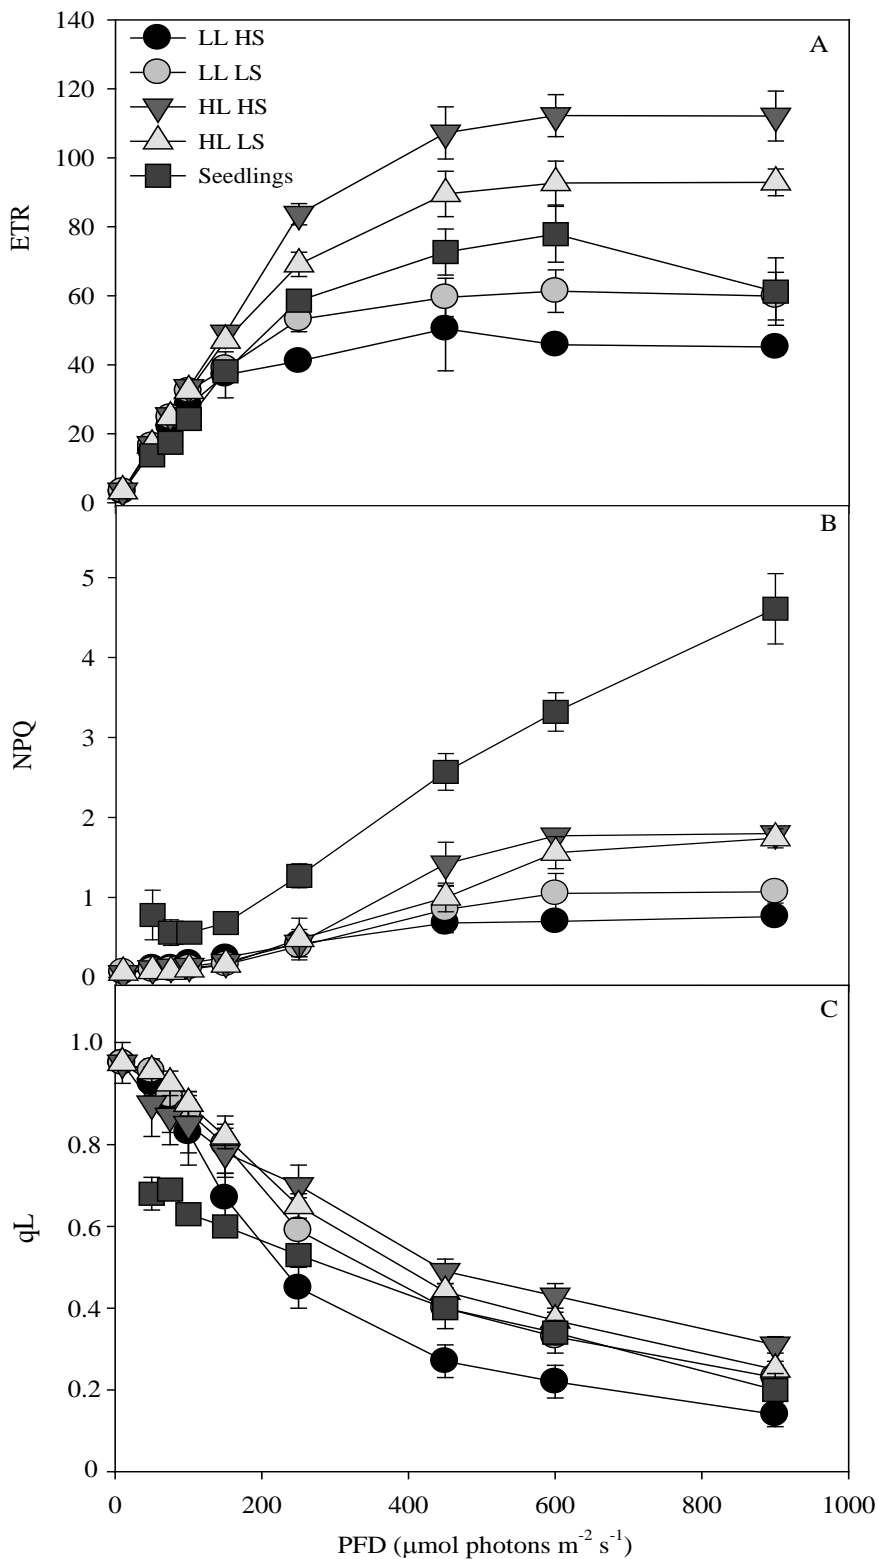 140
A
LL HS
LL LS
HL HS
HL LS
Seedlings
120
100
80
60
40
20
0
ETR
B
5
4
3
2
1
0
NPQ
C
1.0
0.8
0.6
0.4
0.2
0
qL
0 200 400 600 800 1000
PFD (μmol photons m-2 s-1)